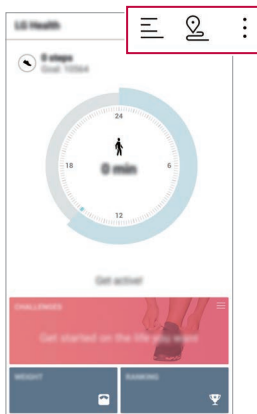 LG Health
0 steps
Goal: 10364
24
18
6
0 min
12
Get active!
CHALLENGES
Get started on the life you want
WEIGHT
RANKING